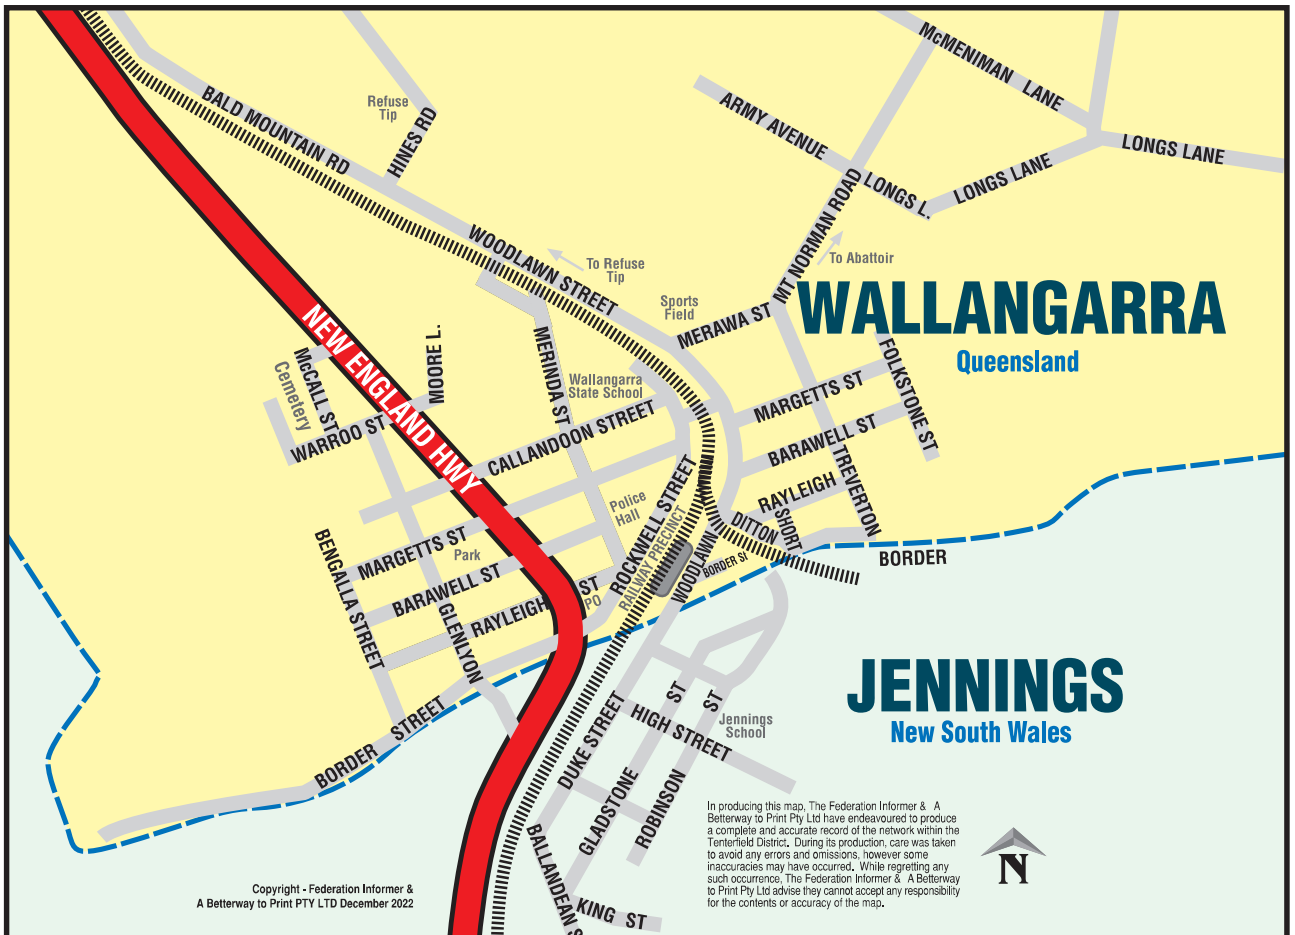 McMENIMAN LANE
BALD MOUNTAIN RD
Refuse
Tip
HINES RD
ARMY AVENUE
LONGS LANE
LONGS LANE
LONGS L.
MT NORMAN ROAD
WOODLAWN STREET
To Refuse
Tip
To Abattoir
Sports
Field
MERAWA ST
WALLANGARRA
Queensland
NEW ENGLAND HWY
McCALL ST
Cemetery
MOORE L.
MERINDA ST
Wallangarra
State School
FOLKSTONE ST
MARGETTS ST
WARROO ST
CALLANDOON STREET
BARAWELL ST
TREVERTON
RAYLEIGH
SHORT
DITTON
Police
Hall
ROCKWELL STREET
RAILWAY PRECINCT
WOODLAWN
BORDER St
BORDER
BENGALLA STREET
MARGETTS ST
Park
BARAWELL ST
RAYLEIGH ST
PO
GLENLYON
BORDER STREET
JENNINGS
New South Wales
DUKE STREET
HIGH STREET
GLADSTONE ST
ROBINSON ST
Jennings
School
BALLANDEAN S
KING ST
In producing this map, The Federation Informer & A
Betterway to Print Pty Ltd have endeavoured to produce
a complete and accurate record of the network within the
Tenterfield District. During its production, care was taken
to avoid any errors and omissions, however some
inaccuracies may have occurred. While regretting any
such occurrence, The Federation Informer & A Betterway
to Print Pty Ltd advise they cannot accept any responsibility
for the contents or accuracy of the map.
N
Copyright - Federation Informer &
A Betterway to Print PTY LTD December 2022